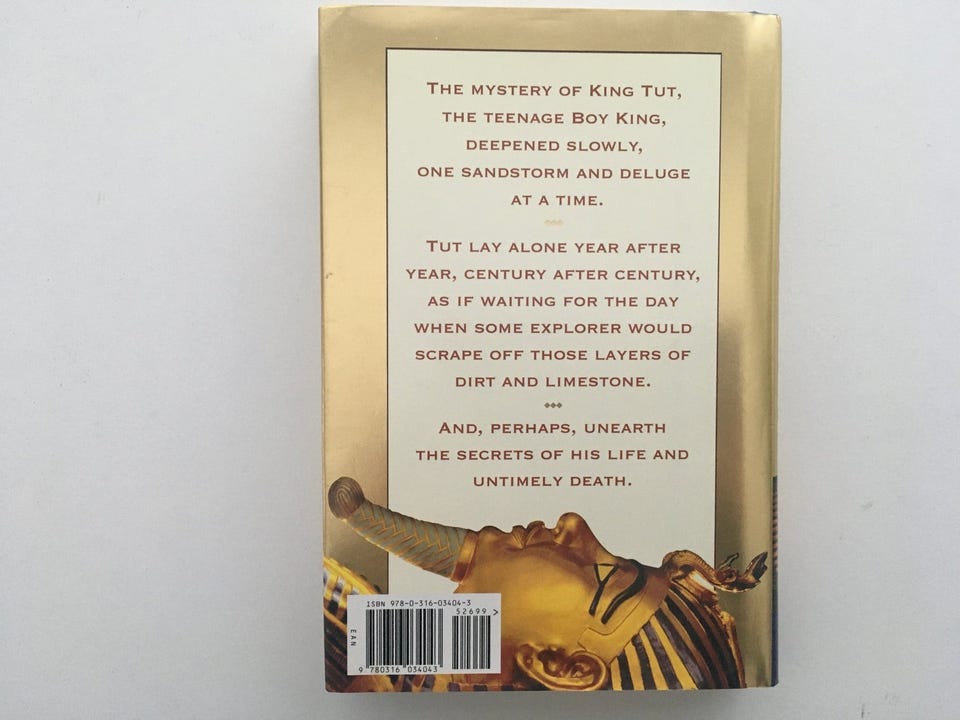 THE MYSTERY OF KING TUT,
THE TEENAGE BOY KING,
DEEPENED SLOWLY,
ONE SANDSTORM AND DELUGE
AT A TIME.
TUT LAY ALONE YEAR AFTER
YEAR, CENTURY AFTER CENTURY,
AS IF WAITING FOR THE DAY
WHEN SOME EXPLORER WOULD
SCRAPE OFF THOSE LAYERS OF
DIRT AND LIMESTONE.
AND, PERHAPS, UNEARTH
THE SECRETS OF HIS LIFE AND
UNTIMELY DEATH.
ISBN 978-0-316-03404-3
52699>
EAN
9 780316 034043